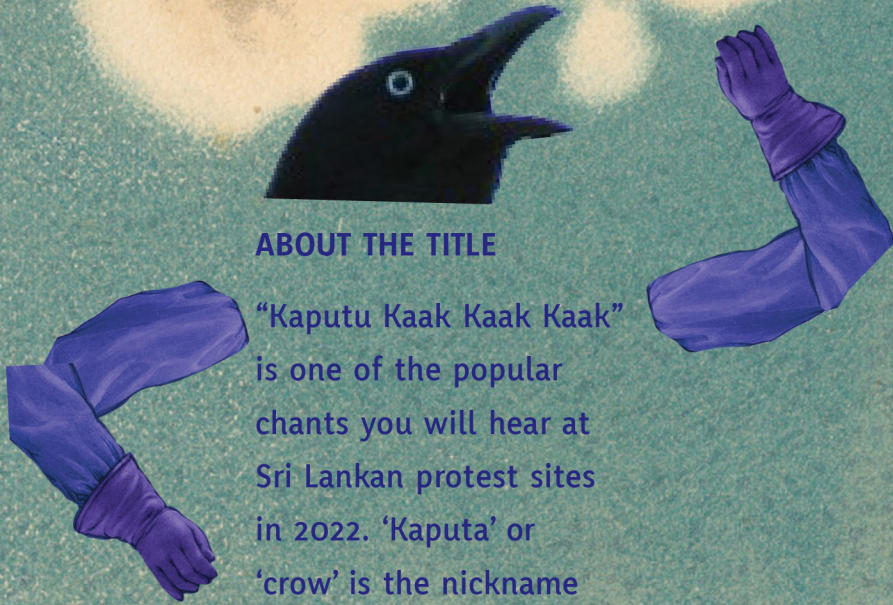 ABOUT THE TITLE
“Kaputu Kaak Kaak Kaak”
is one of the popular
chants you will hear at
Sri Lankan protest sites
in 2022. ‘Kaputa’ or
‘crow’ is the nickname